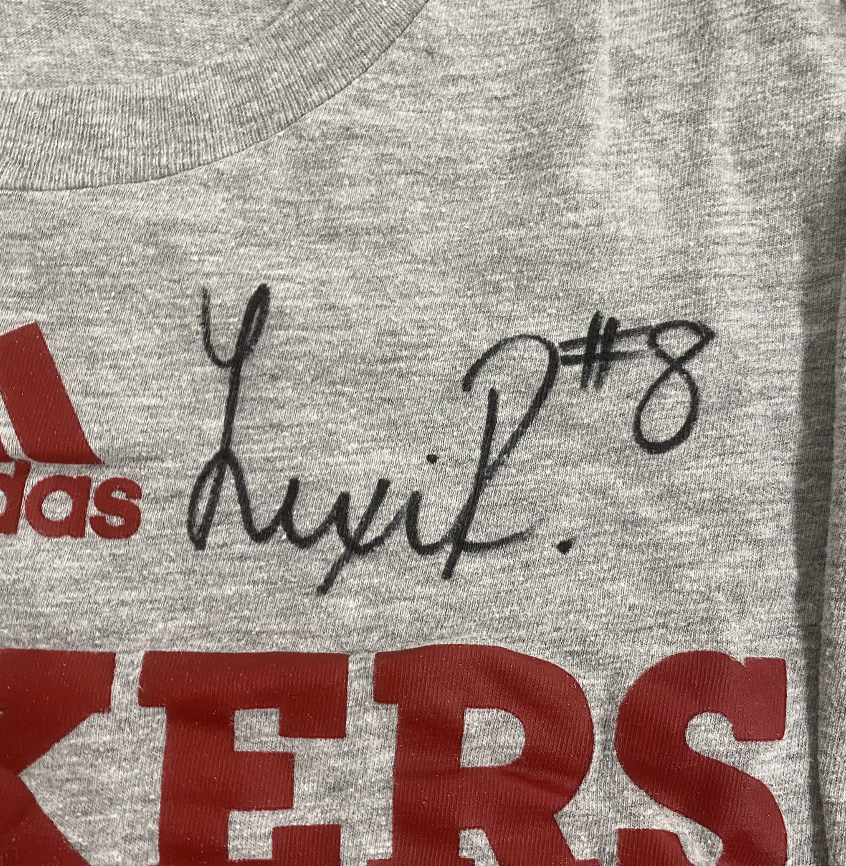 Lexi R. #8
das
KERS